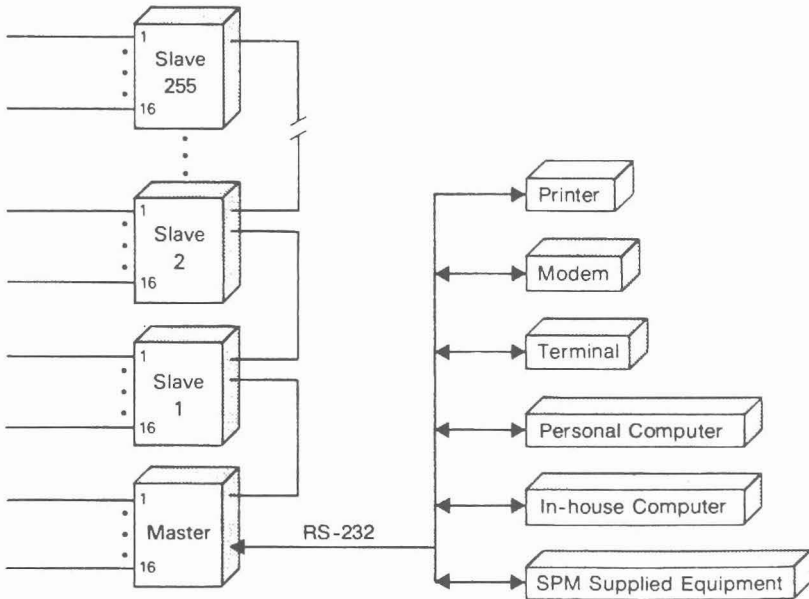 1
Slave
255
16
1
Slave
2
16
1
Slave
1
16
1
Master
16
RS-232
Printer
Modem
Terminal
Personal Computer
In-house Computer
SPM Supplied Equipment